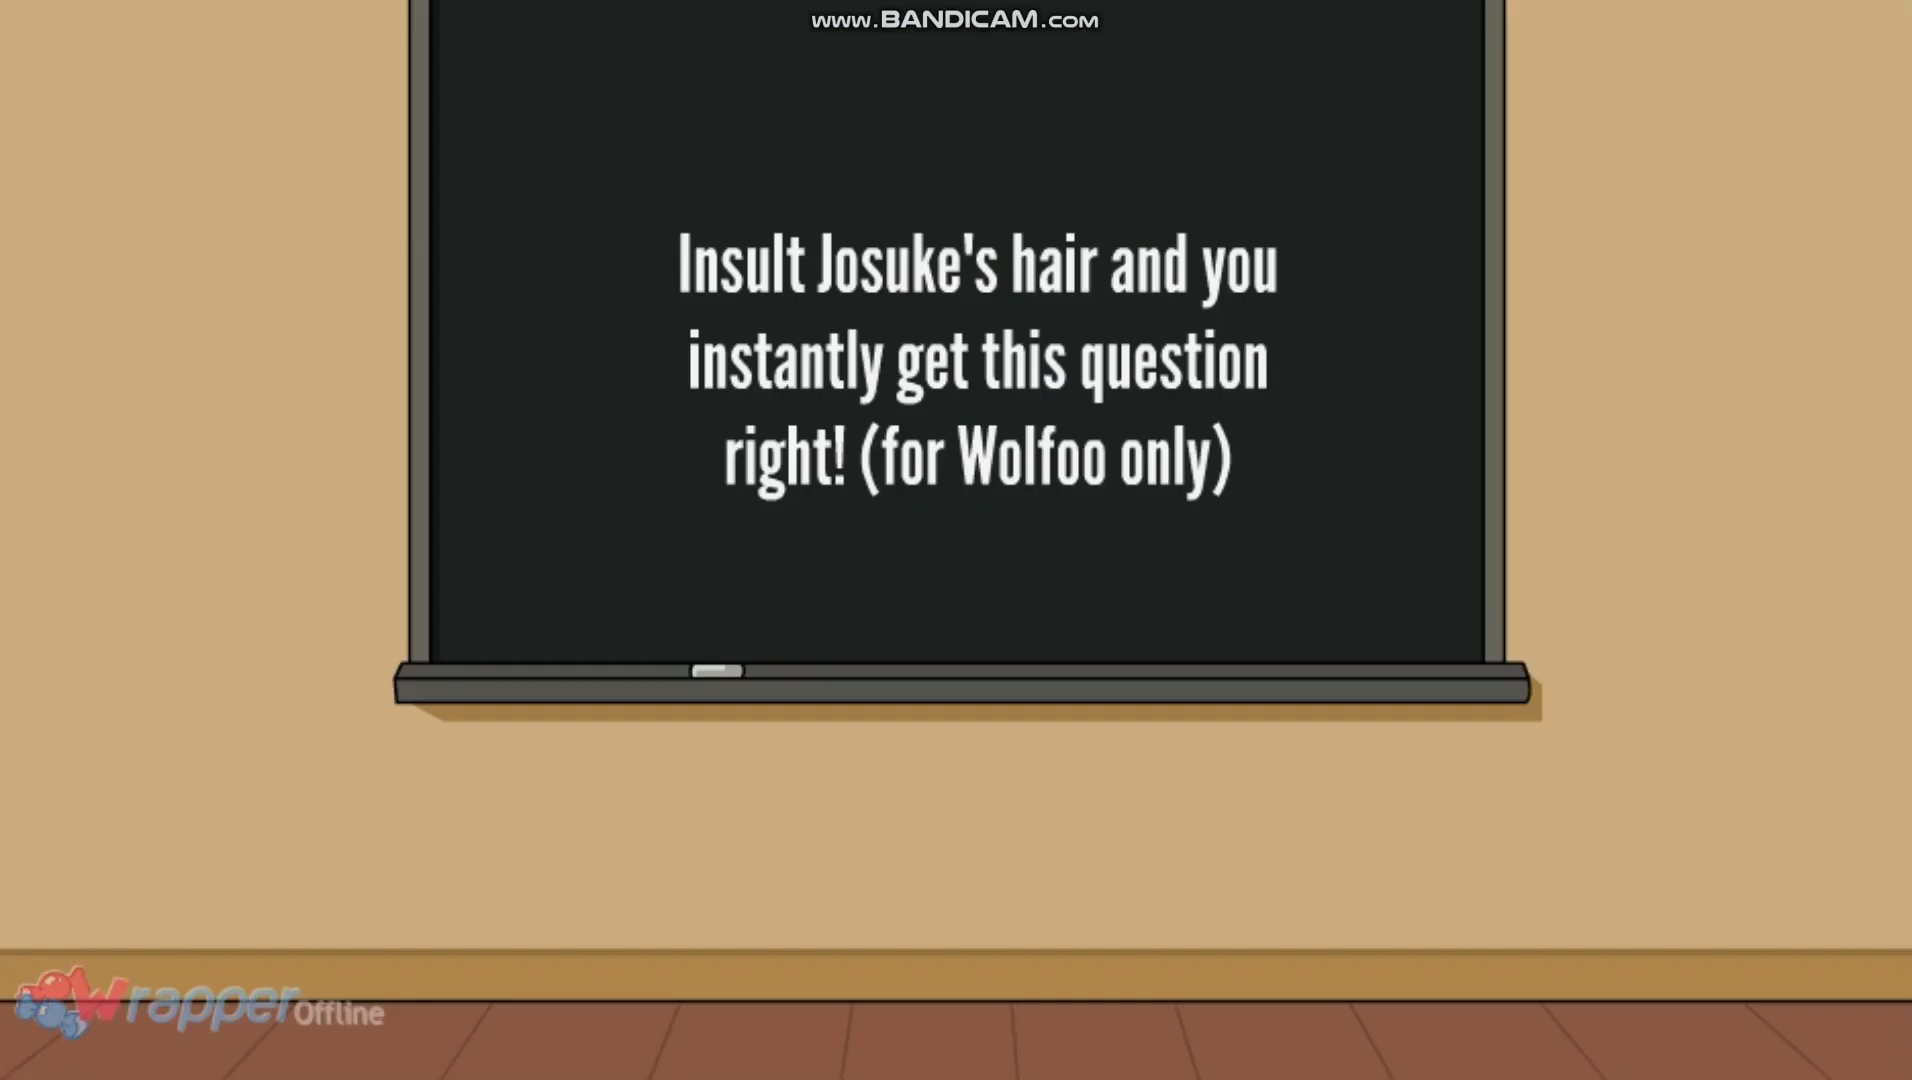 www.BANDICAM.com
Insult Josuke's hair and you
instantly get this question
right! (for Wolfoo only)
Wrapper Offline